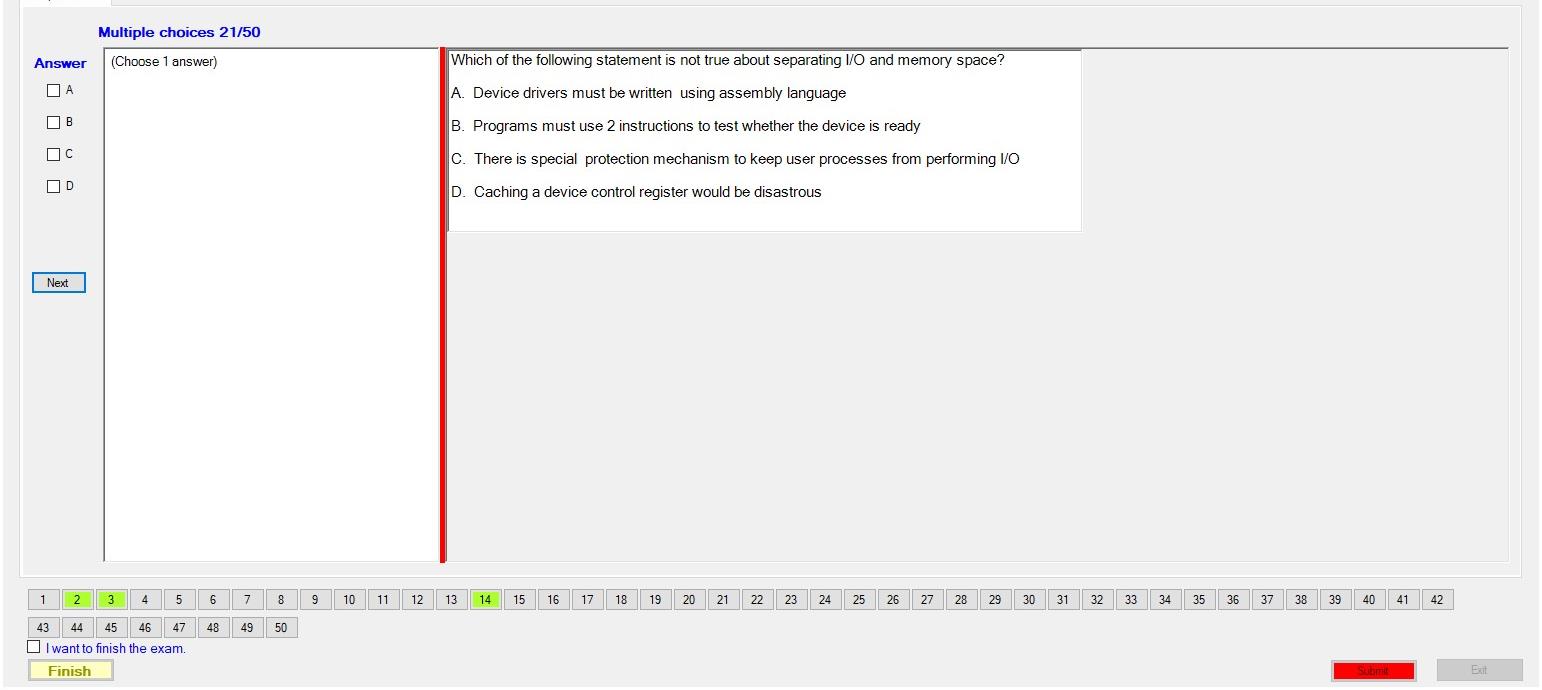 Multiple choices 21/50
Answer
A
B
C
D
Next
(Choose 1 answer)
Which of the following statement is not true about separating I/O and memory space?
A. Device drivers must be written using assembly language
B. Programs must use 2 instructions to test whether the device is ready
C. There is special protection mechanism to keep user processes from performing I/O
D. Caching a device control register would be disastrous
1 2 3 4 5 6 7 8 9 10 11 12 13 14 15 16 17 18 19 20 21 22 23 24 25 26 27 28 29 30 31 32 33 34 35 36 37 38 39 40 41 42
43 44 45 46 47 48 49 50
I want to finish the exam.
Finish
Submit
Exit